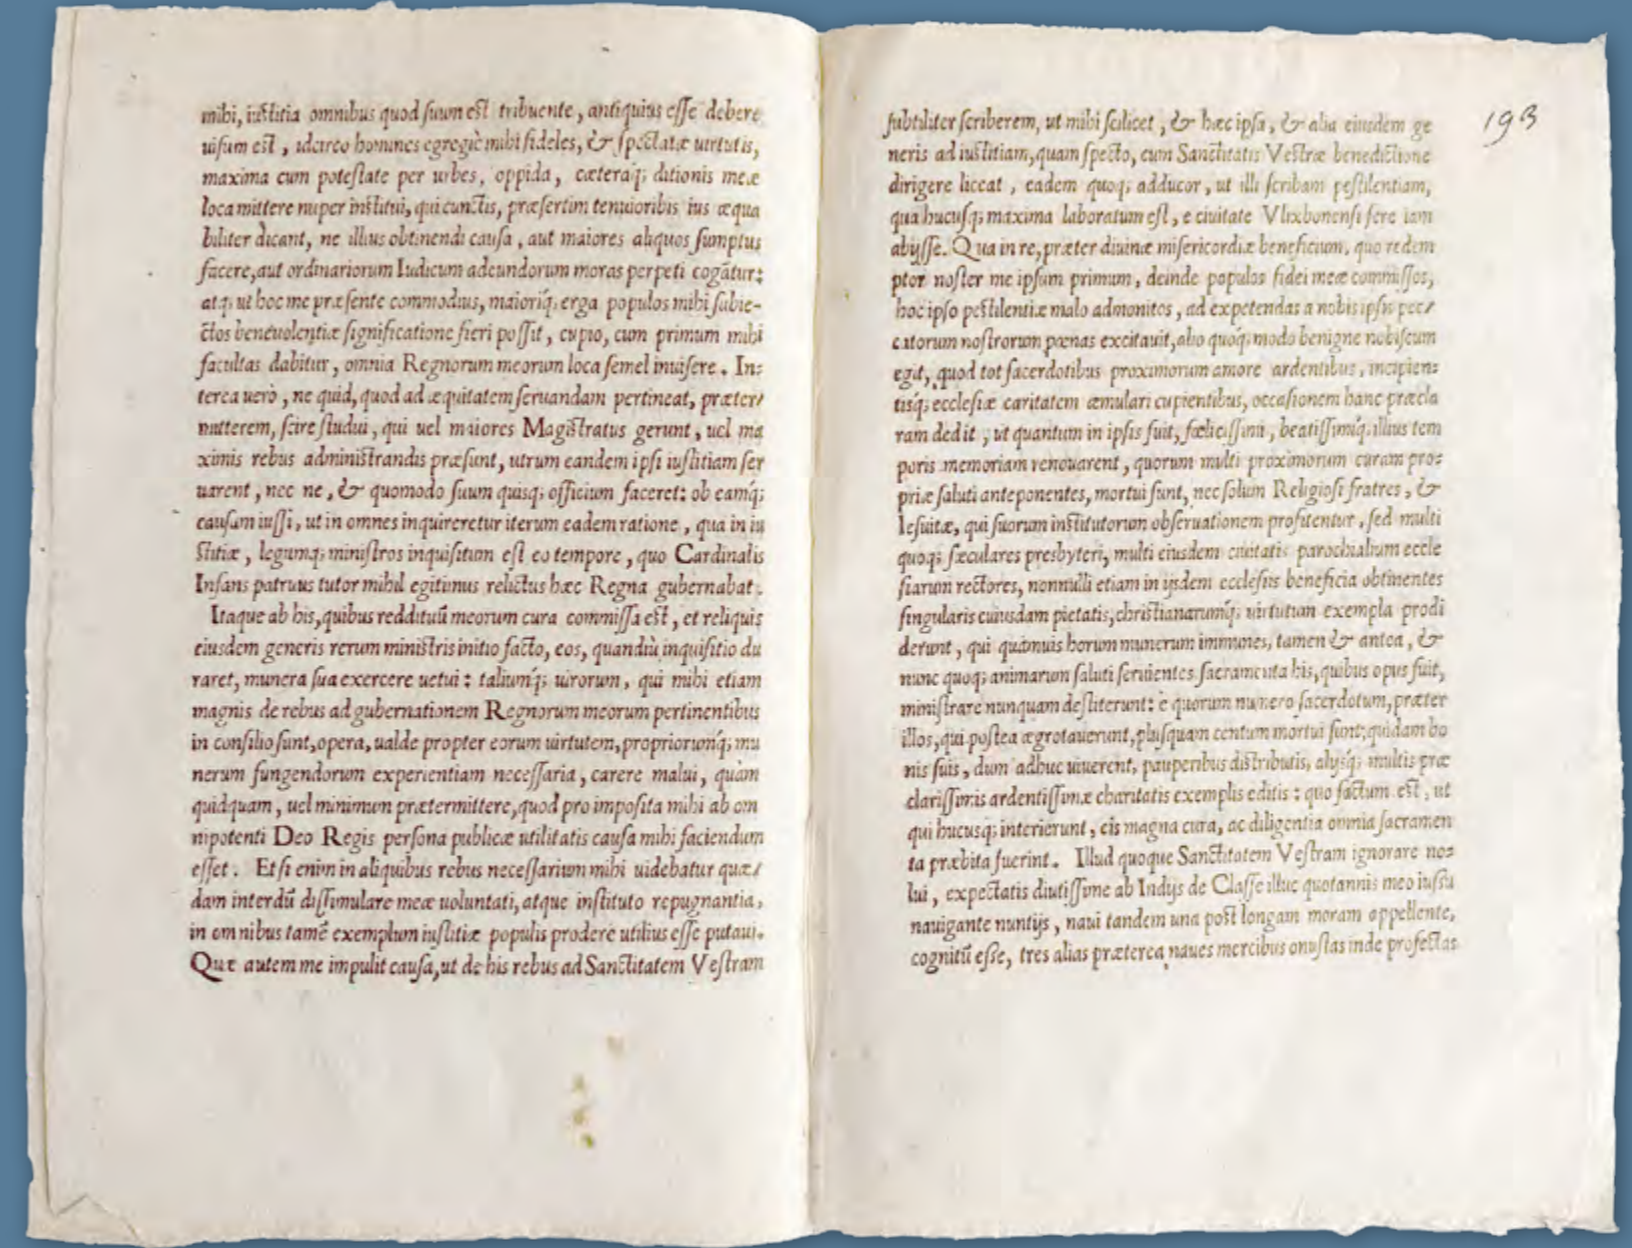 mihi, iustitia omnibus quod suum est tribuente, antiquius esse debere
uisum est, idcirco homines egregiè mihi fideles, & spectatæ uirtutis,
maxima cum potestate per urbes, oppida, cæteraq; ditionis meæ
loca mittere nuper institui, qui cunctis, præsertim tenuioribus ius æqua
biliter dicant, ne illius obtinendi causa, aut maiores aliquos sumptus
facere, aut ordinariorum Iudicum adeundorum moras perpeti cogātur:
atq; ut hoc me præsente commodius, maioriq; erga populos mihi subie-
ctos beneuolentiæ significatione fieri possit, cupio, cum primum mihi
facultas dabitur, omnia Regnorum meorum loca semel inuisere. In:
terea uerò, ne quid, quod ad æquitatem seruandam pertineat, præter/
mitterem, scire studui, qui uel maiores Magistratus gerunt, uel ma
ximis rebus administrandis præsunt, utrum eandem ipsi iustitiam ser
uarent, nec ne, & quomodo suum quisq; officium faceret: ob eamq;
causam iussi, ut in omnes inquireretur iterum eadem ratione, qua in iu
stitiæ, legumq; ministros inquisitum est eo tempore, quo Cardinalis
Infans patruus tutor mihil egitimus relictus hæc Regna gubernabat.
Itaque ab his, quibus reddituū meorum cura commissa est, et reliquis
eiusdem generis rerum ministris initio facto, eos, quandiù inquisitio du
raret, munera sua exercere uetui: taliumq; uirorum, qui mihi etiam
magnis de rebus ad gubernationem Regnorum meorum pertinentibus
in consilio sunt, opera, ualde propter eorum uirtutem, propriorumq; mu
nerum fungendorum experientiam necessaria, carere malui, quàm
quidquam, uel minimum prætermittere, quod pro imposita mihi ab om
nipotenti Deo Regis persona publicæ utilitatis causa mihi faciendum
esset. Et si enim in aliquibus rebus necessarium mihi uidebatur quæ/
dam interdū dissimulare meæ uoluntati, atque instituto repugnantia,
in omnibus tamē exemplum iustitiæ populis prodere utilius esse putaui.
Quæ autem me impulit causa, ut de his rebus ad Sanctitatem Vestram
193
subtiliter scriberem, ut mihi scilicet, & hæc ipsa, & alia eiusdem ge
neris ad iustitiam, quam specto, cum Sanctitatis Vestræ benedictione
dirigere liceat, eadem quoq; adducor, ut illi scribam pestilentiam,
qua hucusq; maxima laboratum est, e ciuitate Vlixbonensi fere iam
abijsse. Qua in re, præter diuinæ misericordiæ beneficium, quo redem
ptor noster me ipsum primum, deinde populos fidei meæ commissos,
hoc ipso pestilentiæ malo admonitos, ad expetendas a nobis ipsis pec/
catorum nostrorum pœnas excitauit, alio quoq; modo benigne nobiscum
egit, quod tot sacerdotibus proximorum amore ardentibus, incipien:
tisq; ecclesiæ caritatem æmulari cupientibus, occasionem hanc præcla
ram dedit, ut quantum in ipsis fuit, fœlicissimi, beatissimiq; illius tem
poris memoriam renouarent, quorum multi proximorum curam pro:
priæ saluti anteponentes, mortui sunt, nec solum Religiosi fratres, &
Iesuitæ, qui suorum institutorum obseruationem profitentur, sed multi
quoq; sæculares presbyteri, multi eiusdem ciuitatis parochialium eccle
siarum rectores, nonnulli etiam in ijsdem ecclesiis beneficia obtinentes
singularis cuiusdam pietatis, christianarumq; uirtutum exempla prodi
derunt, qui quamuis horum munerum immunes, tamen & antea, &
nunc quoq; animarum saluti seruientes sacramenta his, quibus opus fuit,
ministrare nunquam destiterunt: è quorum numero sacerdotum, præter
illos, qui postea ægrotauerunt, plusquam centum mortui sunt; quidam bo
nis suis, dum adhuc uiuerent, pauperibus distributis, alijsq; multis præ
clarissimis ardentissimæ charitatis exemplis editis: quo factum est, ut
qui hucusq; interierunt, eis magna cura, ac diligentia omnia sacramen
ta præbita fuerint. Illud quoque Sanctitatem Vestram ignorare no:
lui, expectatis diutissime ab Indijs de Classe illuc quotannis meo iussu
nauigante nuntijs, naui tandem una post longam moram appellente,
cognitū esse, tres alias præterea naues mercibus onustas inde profectas